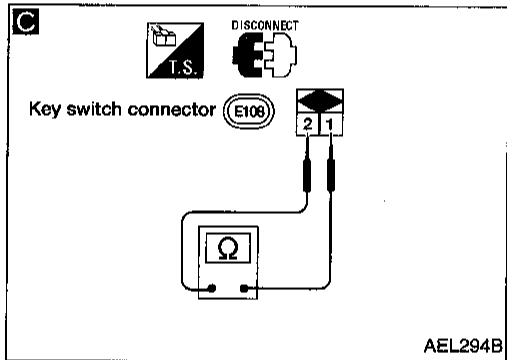 C
DISCONNECT
T.S.
Key switch connector E108
2 1
Ω
AEL294B